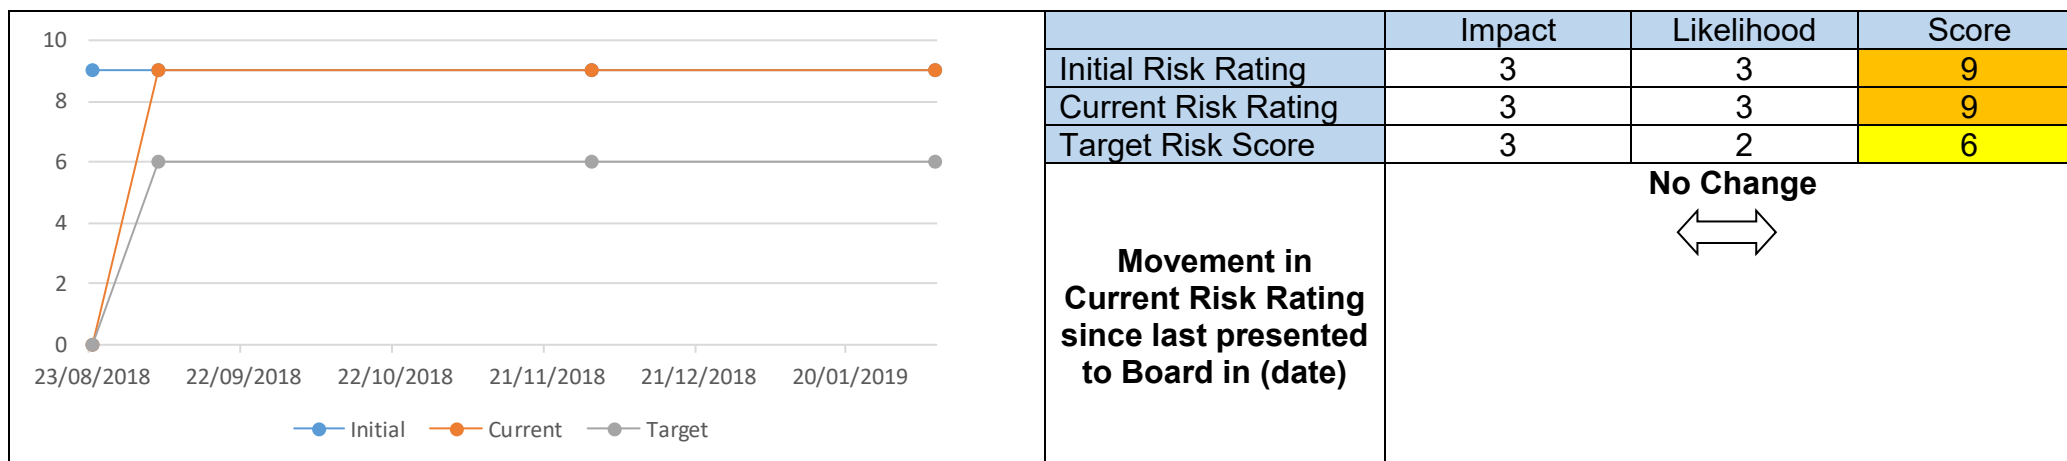 10
8
6
4
2
0
23/08/2018 22/09/2018 22/10/2018 21/11/2018 21/12/2018 20/01/2019
Initial Current Target
Impact Likelihood Score
Initial Risk Rating 3 3 9
Current Risk Rating 3 3 9
Target Risk Score 3 2 6
Movement in
Current Risk Rating
since last presented
to Board in (date)
No Change